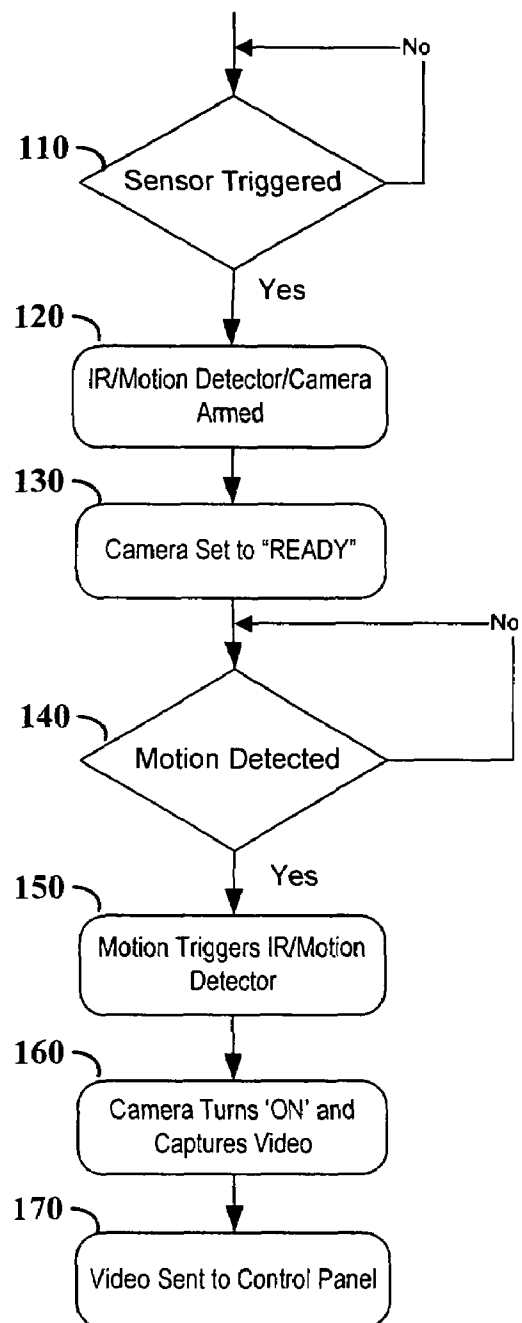 No
110
Sensor Triggered
Yes
120
IR/Motion Detector/Camera
Armed
130
Camera Set to “READY”
No
140
Motion Detected
Yes
150
Motion Triggers IR/Motion
Detector
160
Camera Turns 'ON' and
Captures Video
170
Video Sent to Control Panel